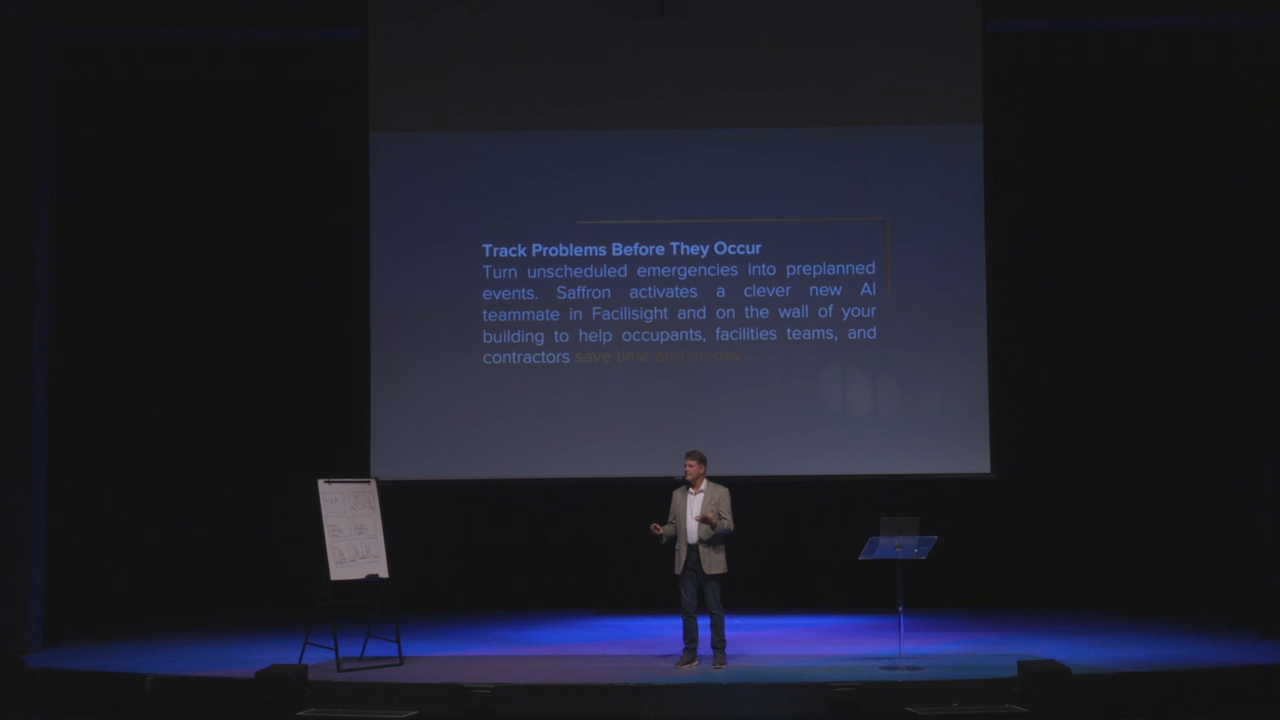 Track Problems Before They Occur
Turn unscheduled emergencies into preplanned
events. Saffron activates a clever new AI
teammate in Facilisight and on the wall of your
building to help occupants, facilities teams, and
contractors save time and money